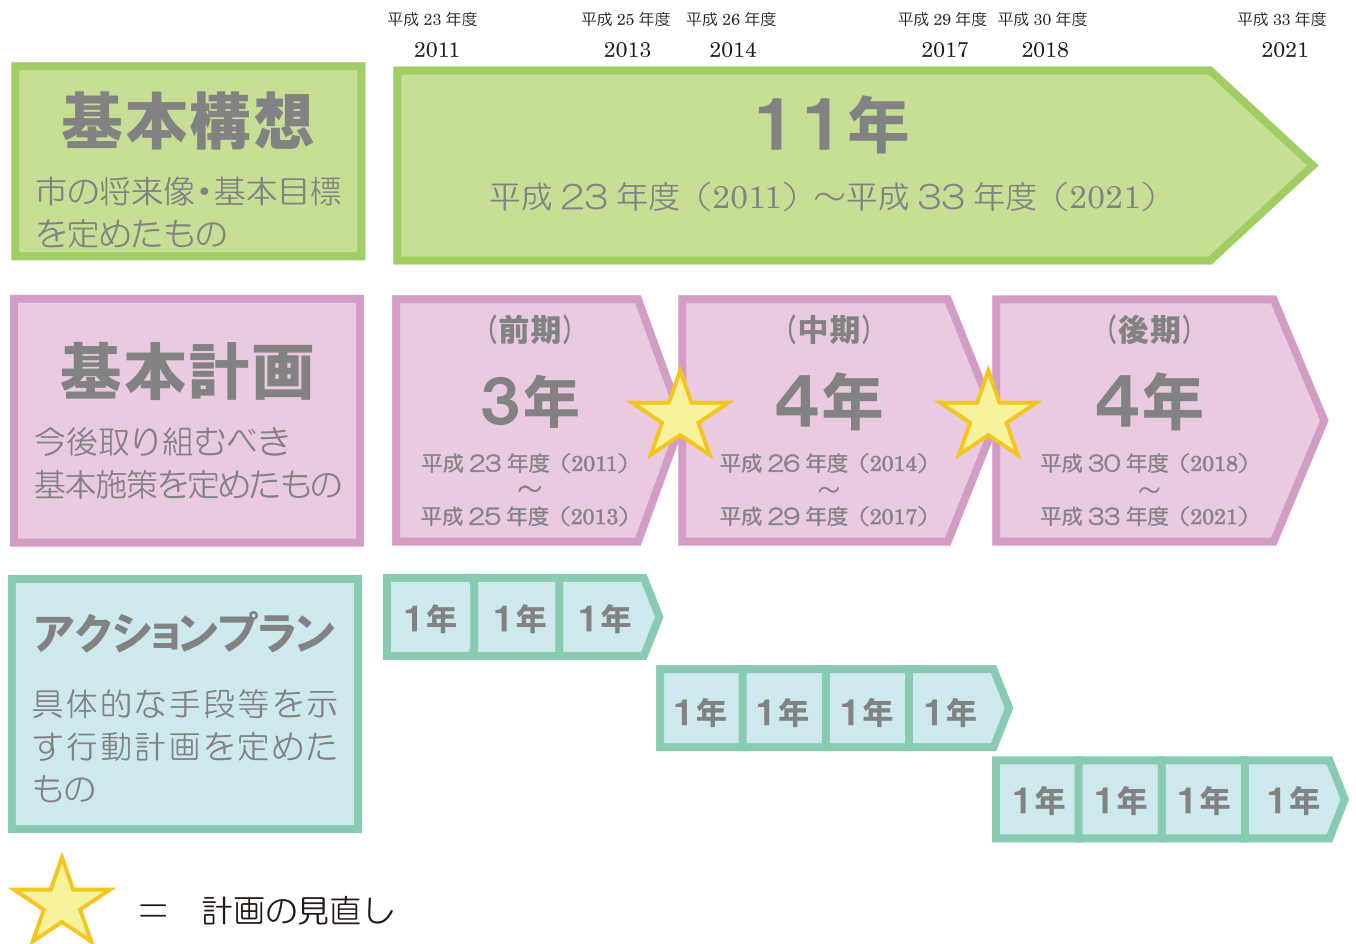 平成 23 年度 平成 25 年度 平成 26 年度 平成 29 年度 平成 30 年度 平成 33 年度
2011 2013 2014 2017 2018 2021
基本構想
市の将来像・基本目標
を定めたもの
11年
平成 23 年度（2011）～平成 33 年度（2021）
基本計画
今後取り組むべき
基本施策を定めたもの
（前期）
3年
平成 23 年度（2011）
～
平成 25 年度（2013）
（中期）
4年
平成 26 年度（2014）
～
平成 29 年度（2017）
（後期）
4年
平成 30 年度（2018）
～
平成 33 年度（2021）
アクションプラン
具体的な手段等を示
す行動計画を定めた
もの
1年 1年 1年
1年 1年 1年 1年
1年 1年 1年 1年
＝ 計画の見直し